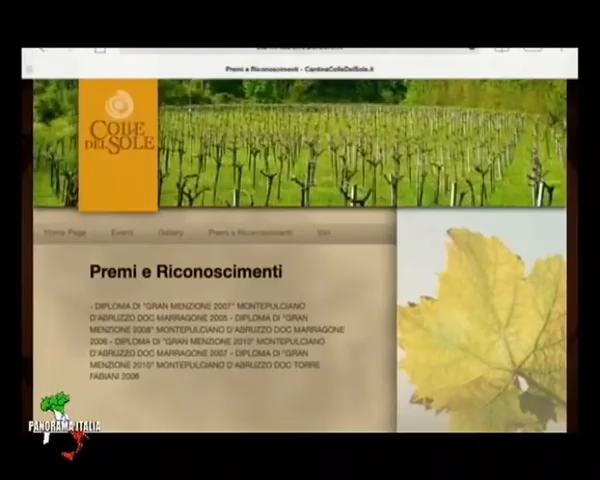 Premi e Riconoscimenti - CantinaColleDelSole.it
COLLE
DEL SOLE
Home Page Eventi Gallery Premi e Riconoscimenti
Premi e Riconoscimenti
- DIPLOMA DI "GRAN MENZIONE 2007" MONTEPULCIANO
D'ABRUZZO DOC MARRAGONE 2005 - DIPLOMA DI "GRAN
MENZIONE 2008" MONTEPULCIANO D'ABRUZZO DOC MARRAGONE
2006 - DIPLOMA DI "GRAN MENZIONE 2010" MONTEPULCIANO
D'ABRUZZO DOC MARRAGONE 2007 - DIPLOMA DI "GRAN
MENZIONE 2010" MONTEPULCIANO D'ABRUZZO DOC TORRE
FABIANI 2006
PANORAMA ITALIA